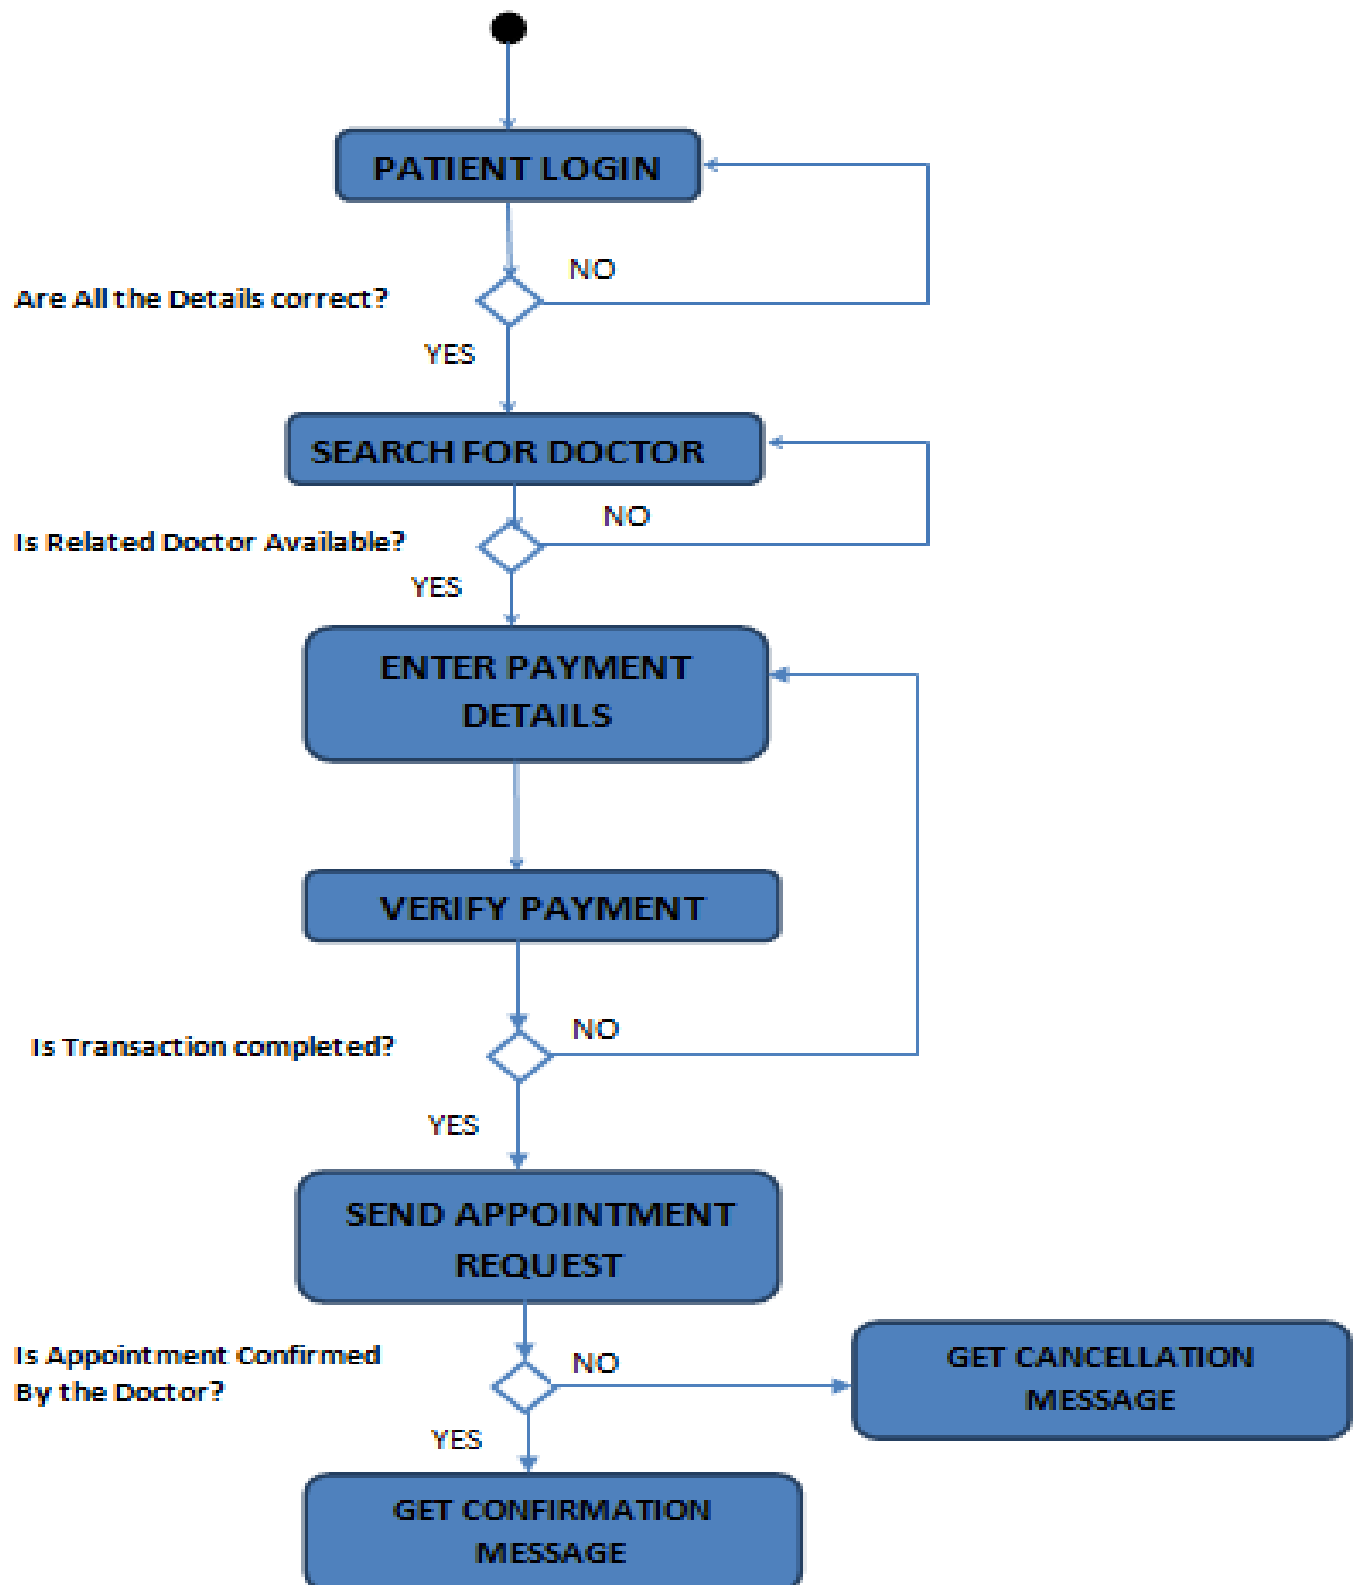 PATIENT LOGIN
NO
Are All the Details correct?
YES
SEARCH FOR DOCTOR
NO
Is Related Doctor Available?
YES
ENTER PAYMENT
DETAILS
VERIFY PAYMENT
NO
Is Transaction completed?
YES
SEND APPOINTMENT
REQUEST
Is Appointment Confirmed
By the Doctor?
NO
GET CANCELLATION
MESSAGE
YES
GET CONFIRMATION
MESSAGE